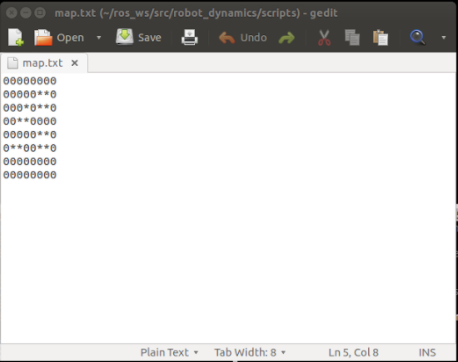 map.txt (~/ros_ws/src/robot_dynamics/scripts) - gedit
Open Save Undo
map.txt ×
00000000
00000**0
000*0**0
00**0000
00000**0
0**00**0
00000000
00000000
Plain Text Tab Width: 8 Ln 5, Col 8 INS